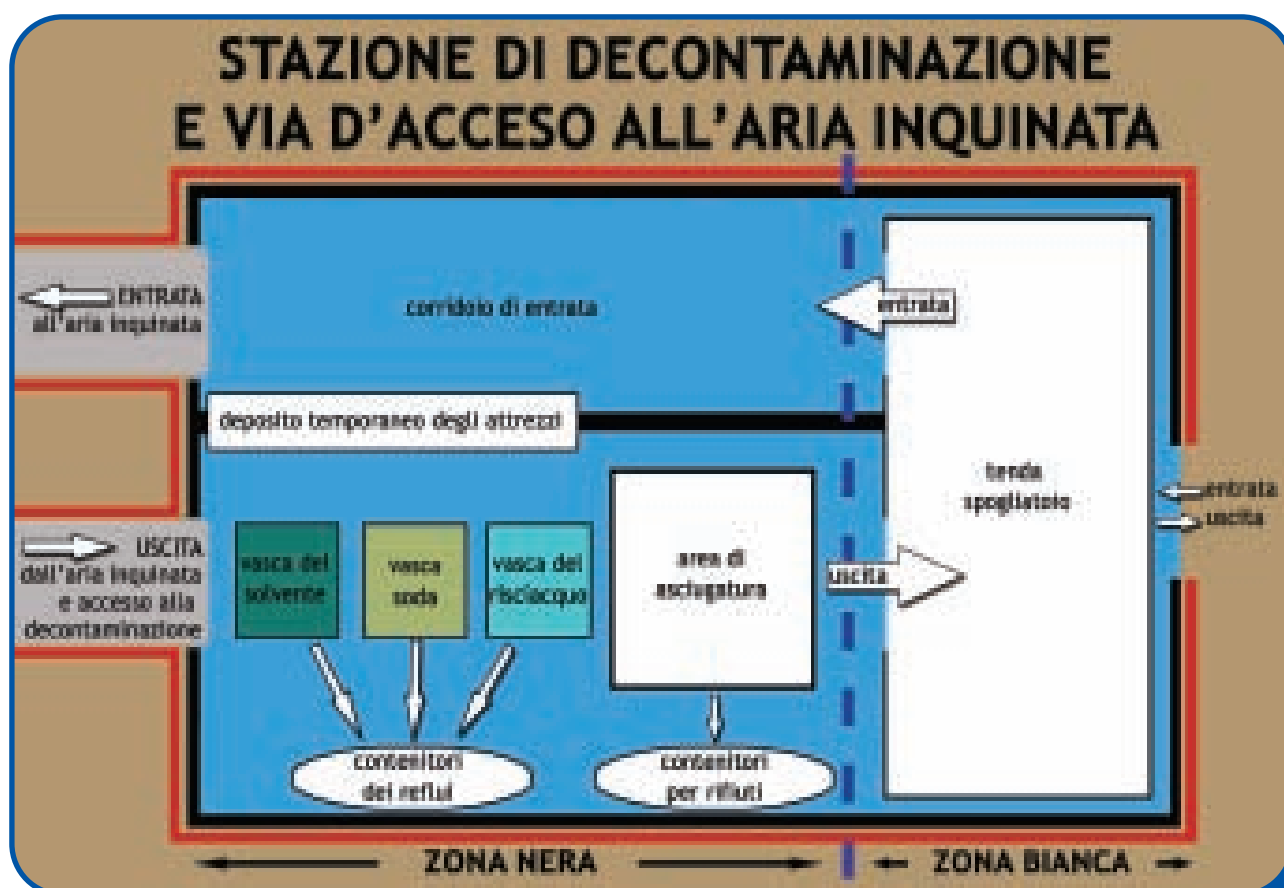 STAZIONE DI DECONTAMINAZIONE
E VIA D'ACCESO ALL'ARIA INQUINATA
ENTRATA
all'aria inquinata
corridoio di entrata
entrata
deposito temporaneo degli attrezzi
tenda
spogliatoio
entrata
uscita
USCITA
dall'aria inquinata
e accesso alla
decontaminazione
vasca del
solvente
vasca
soda
vasca del
risciacquo
area di
asciugatura
uscita
contenitori
dei reflui
contenitori
per rifiuti
ZONA NERA
ZONA BIANCA